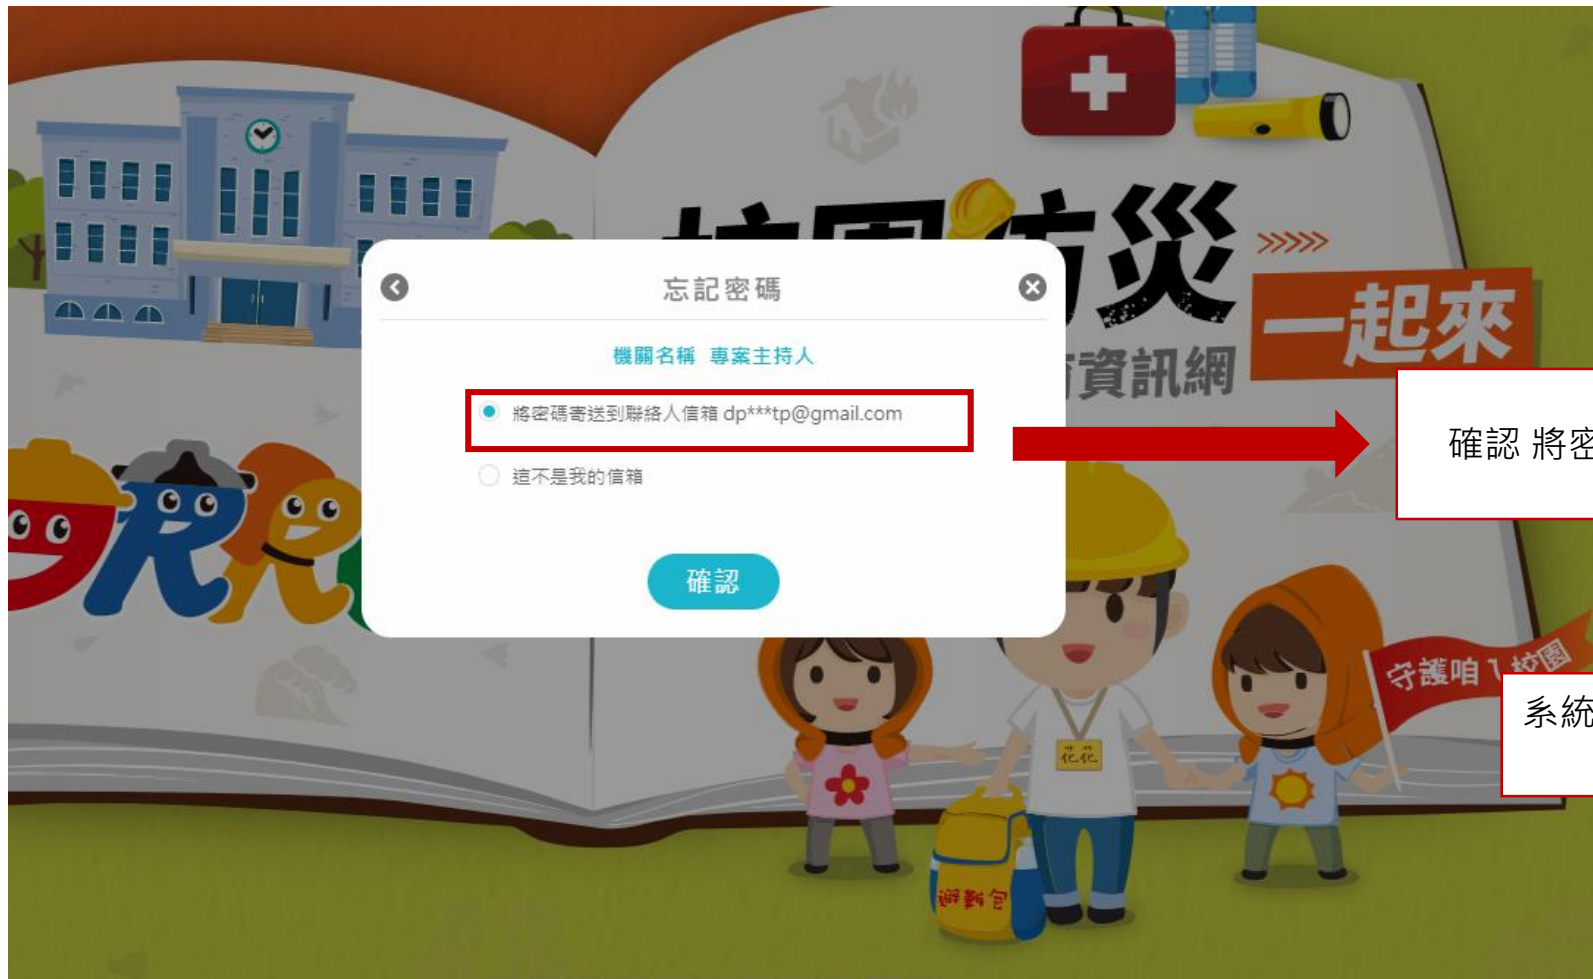 校園防災
一起來
資訊網
忘記密碼
機關名稱 專案主持人
將密碼寄送到聯絡人信箱 dp***tp@gmail.com
這不是我的信箱
確認
確認 將密
守護咱ㄟ校園
系統
花花
避難包